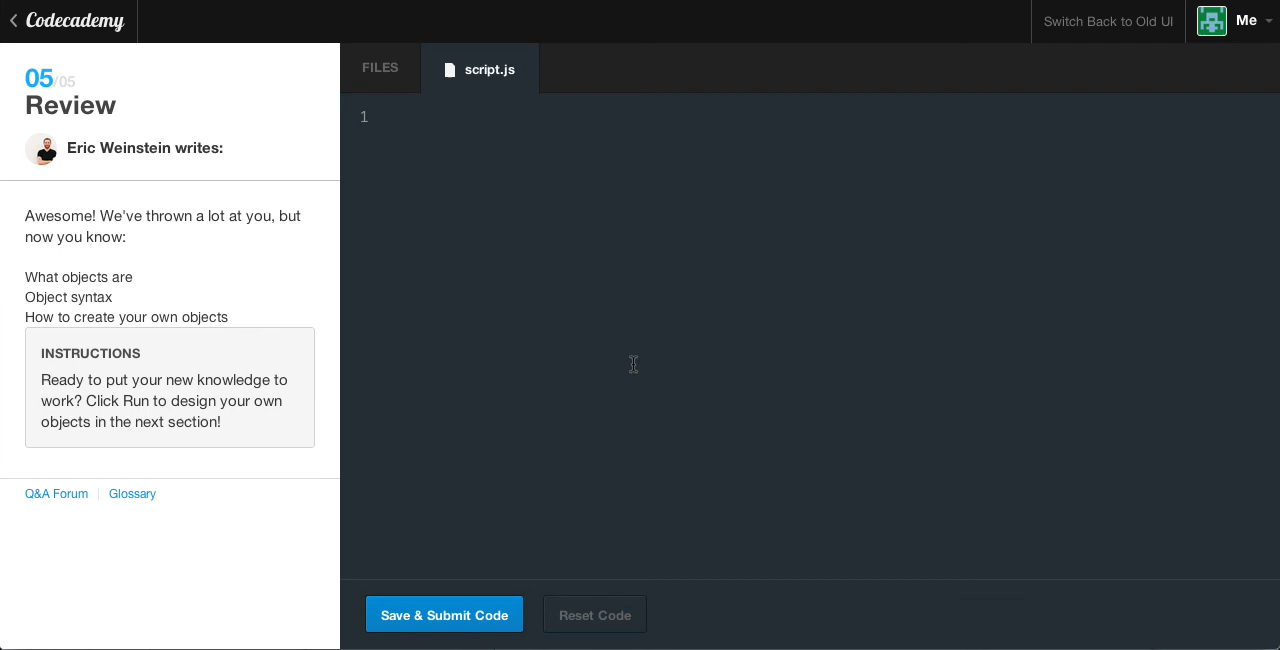 Codecademy
Switch Back to Old UI
Me
05/05
Review
Eric Weinstein writes:
Awesome! We've thrown a lot at you, but
now you know:
What objects are
Object syntax
How to create your own objects
INSTRUCTIONS
Ready to put your new knowledge to
work? Click Run to design your own
objects in the next section!
Q&A Forum
Glossary
FILES
script.js
1
Save & Submit Code
Reset Code